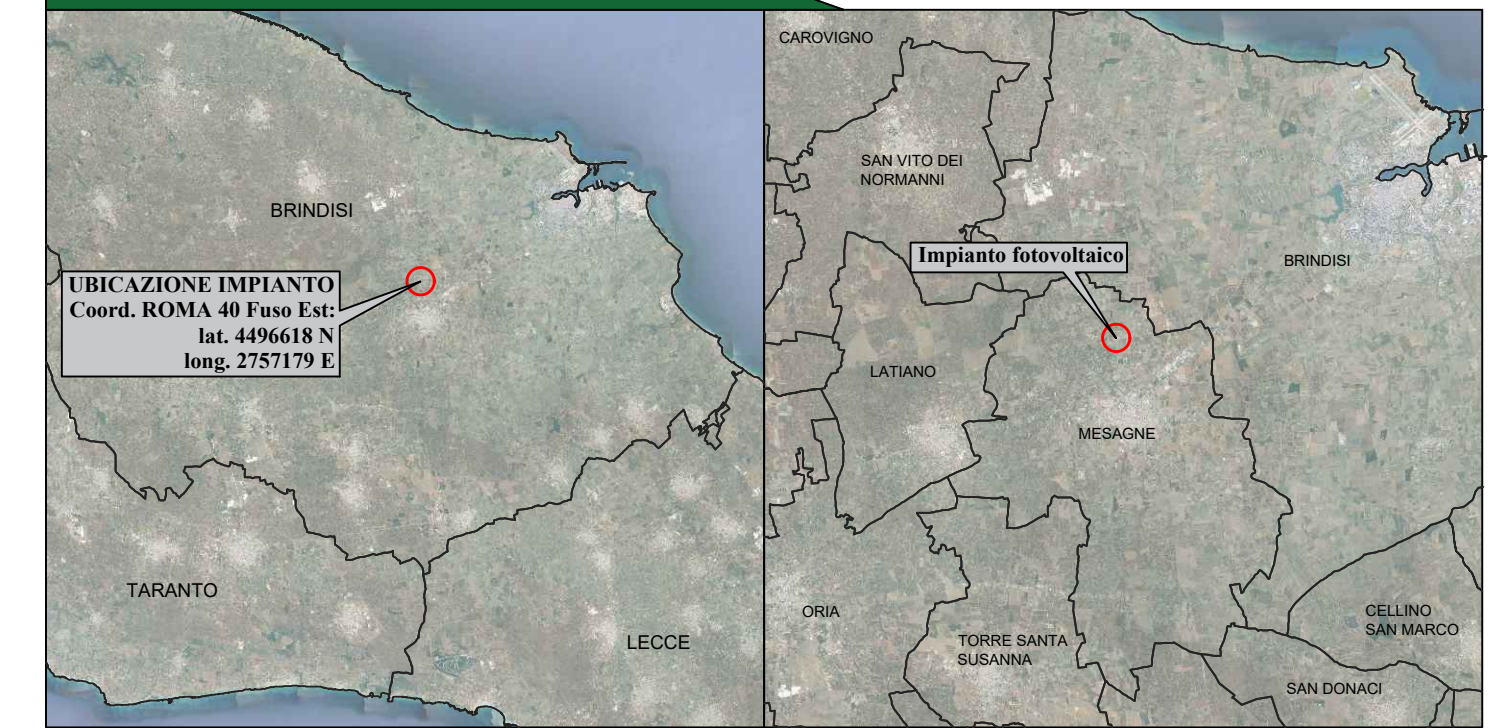 BRINDISI
UBICAZIONE IMPIANTO
Coord. ROMA 40 Fuso Est:
lat. 4496618 N
long. 2757179 E
TARANTO
LECCE
CAROVIGNO
SAN VITO DEI
NORMANNI
Impianto fotovoltaico
BRINDISI
LATIANO
MESAGNE
ORIA
TORRE SANTA
SUSANNA
CELLINO
SAN MARCO
SAN DONACI